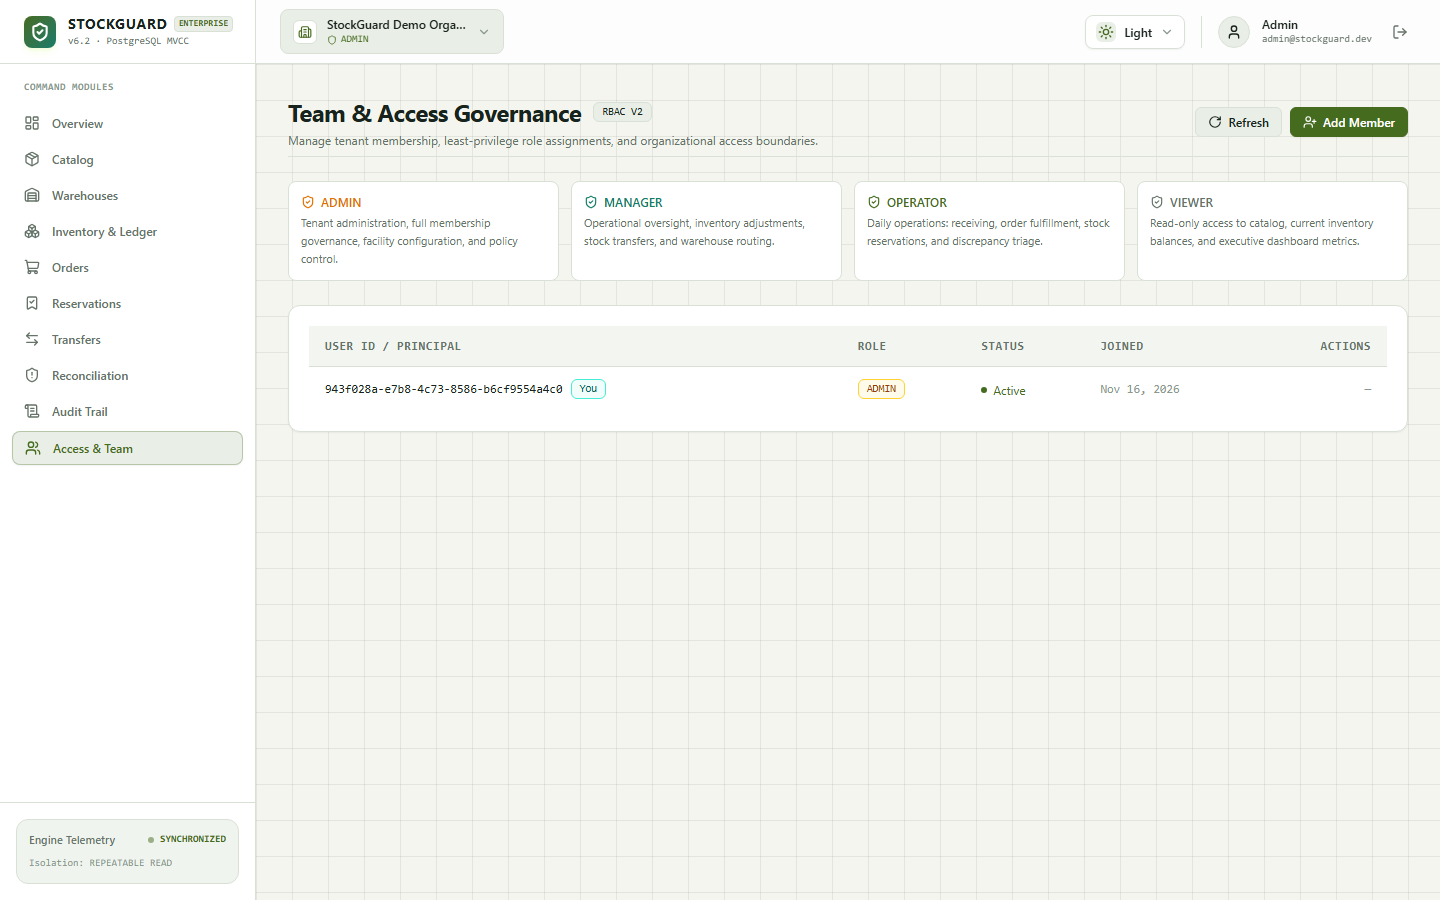 STOCKGUARD ENTERPRISE
v6.2 · PostgreSQL MVCC
StockGuard Demo Orga...
ADMIN
Light
Admin
admin@stockguard.dev
COMMAND MODULES
Overview
Catalog
Warehouses
Inventory & Ledger
Orders
Reservations
Transfers
Reconciliation
Audit Trail
Access & Team
Engine Telemetry SYNCHRONIZED
Isolation: REPEATABLE READ
Team & Access Governance RBAC V2
Manage tenant membership, least-privilege role assignments, and organizational access boundaries.
Refresh Add Member
ADMIN
Tenant administration, full membership
governance, facility configuration, and policy
control.
MANAGER
Operational oversight, inventory adjustments,
stock transfers, and warehouse routing.
OPERATOR
Daily operations: receiving, order fulfillment, stock
reservations, and discrepancy triage.
VIEWER
Read-only access to catalog, current inventory
balances, and executive dashboard metrics.
USER ID / PRINCIPAL ROLE STATUS JOINED ACTIONS
943f028a-e7b8-4c73-8586-b6cf9554a4c0 You ADMIN Active Nov 16, 2026 —